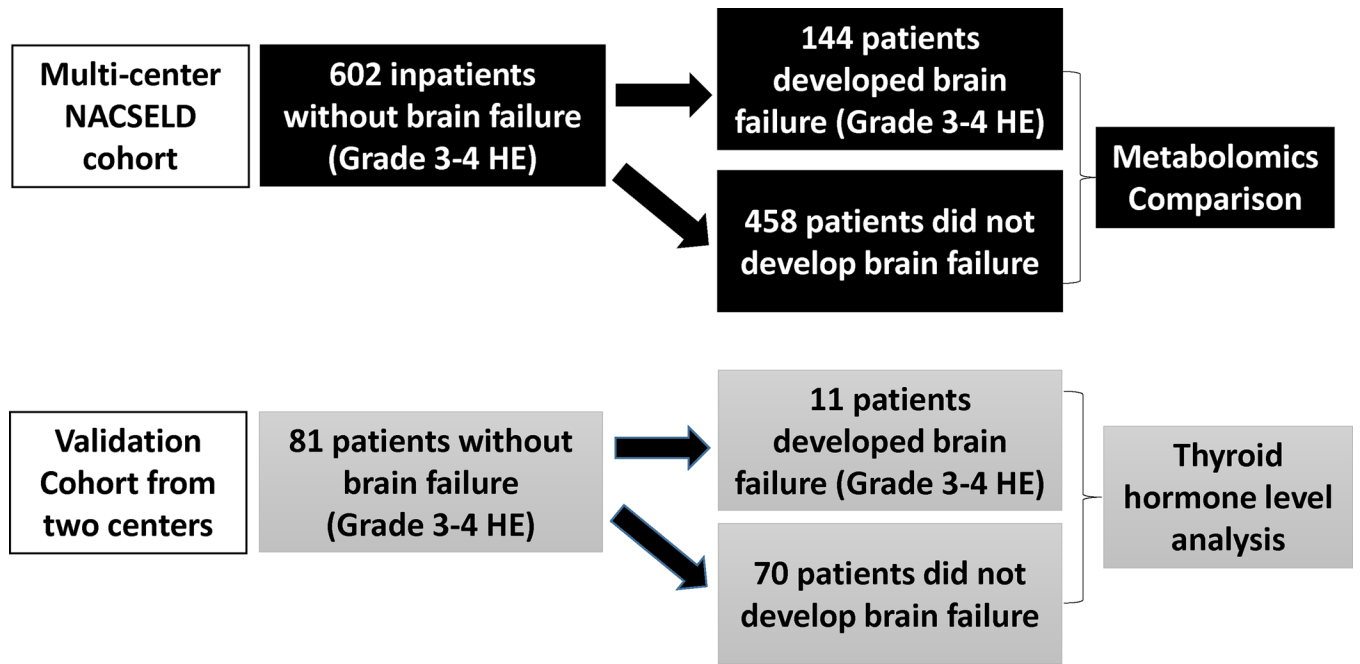 Multi-center
NACSELD
cohort
602 inpatients
without brain failure
(Grade 3-4 HE)
144 patients
developed brain
failure (Grade 3-4 HE)
458 patients did not
develop brain failure
Metabolomics
Comparison
Validation
Cohort from
two centers
81 patients without
brain failure
(Grade 3-4 HE)
11 patients
developed brain
failure (Grade 3-4 HE)
70 patients did not
develop brain failure
Thyroid
hormone level
analysis